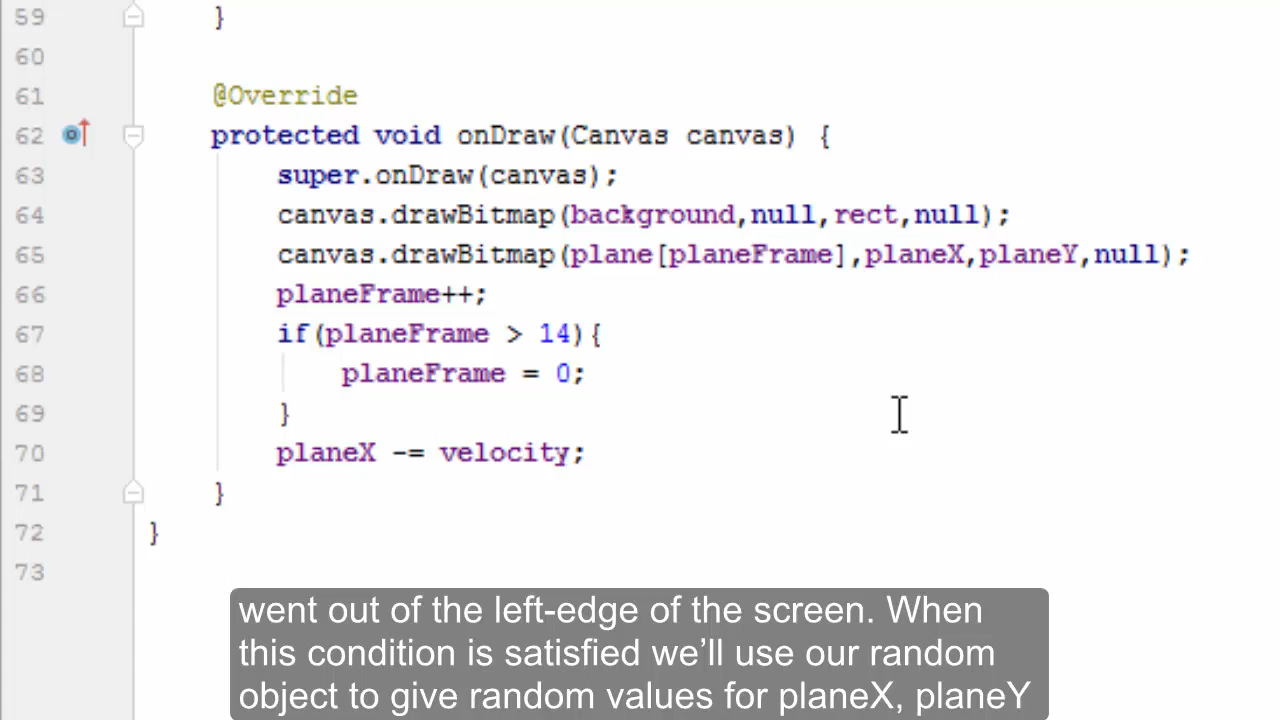 59 }
60
61 @Override
62 protected void onDraw(Canvas canvas) {
63 super.onDraw(canvas);
64 canvas.drawBitmap(background,null,rect,null);
65 canvas.drawBitmap(plane[planeFrame],planeX,planeY,null);
66 planeFrame++;
67 if(planeFrame > 14){
68 planeFrame = 0;
69 }
70 planeX -= velocity;
71 }
72 }
73
went out of the left-edge of the screen. When
this condition is satisfied we’ll use our random
object to give random values for planeX, planeY